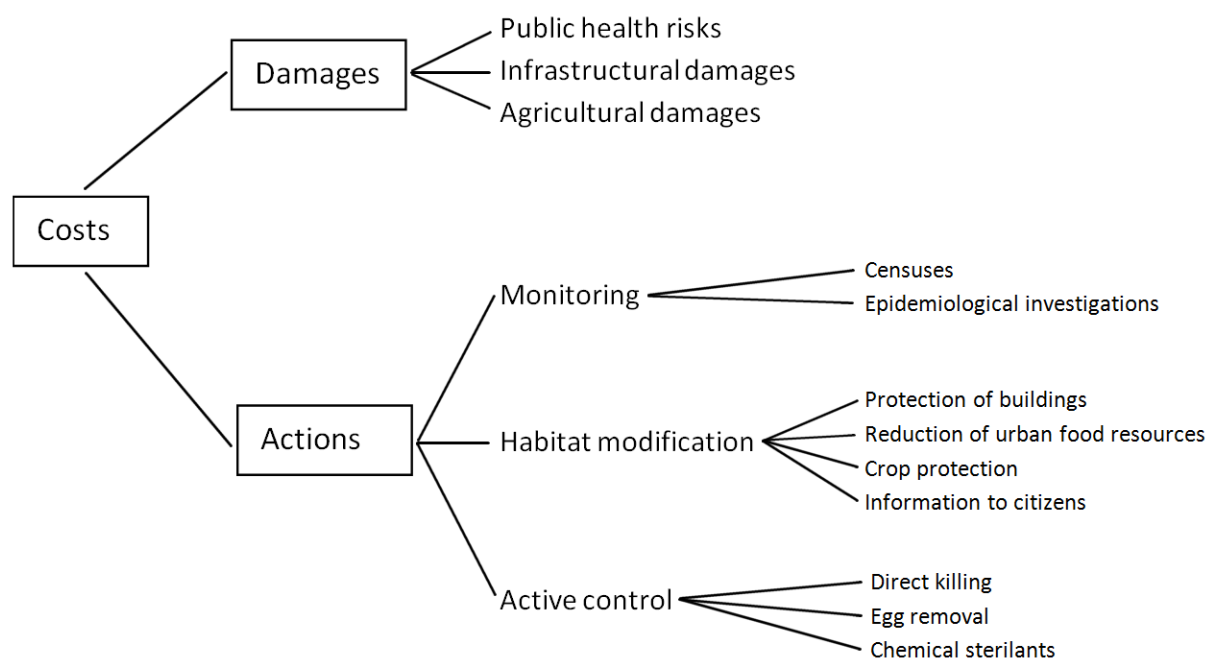 Public health risks
Damages
Infrastructural damages
Agricultural damages
Costs
Censuses
Monitoring
Epidemiological investigations
Protection of buildings
Actions
Habitat modification
Reduction of urban food resources
Crop protection
Information to citizens
Direct killing
Active control
Egg removal
Chemical sterilants